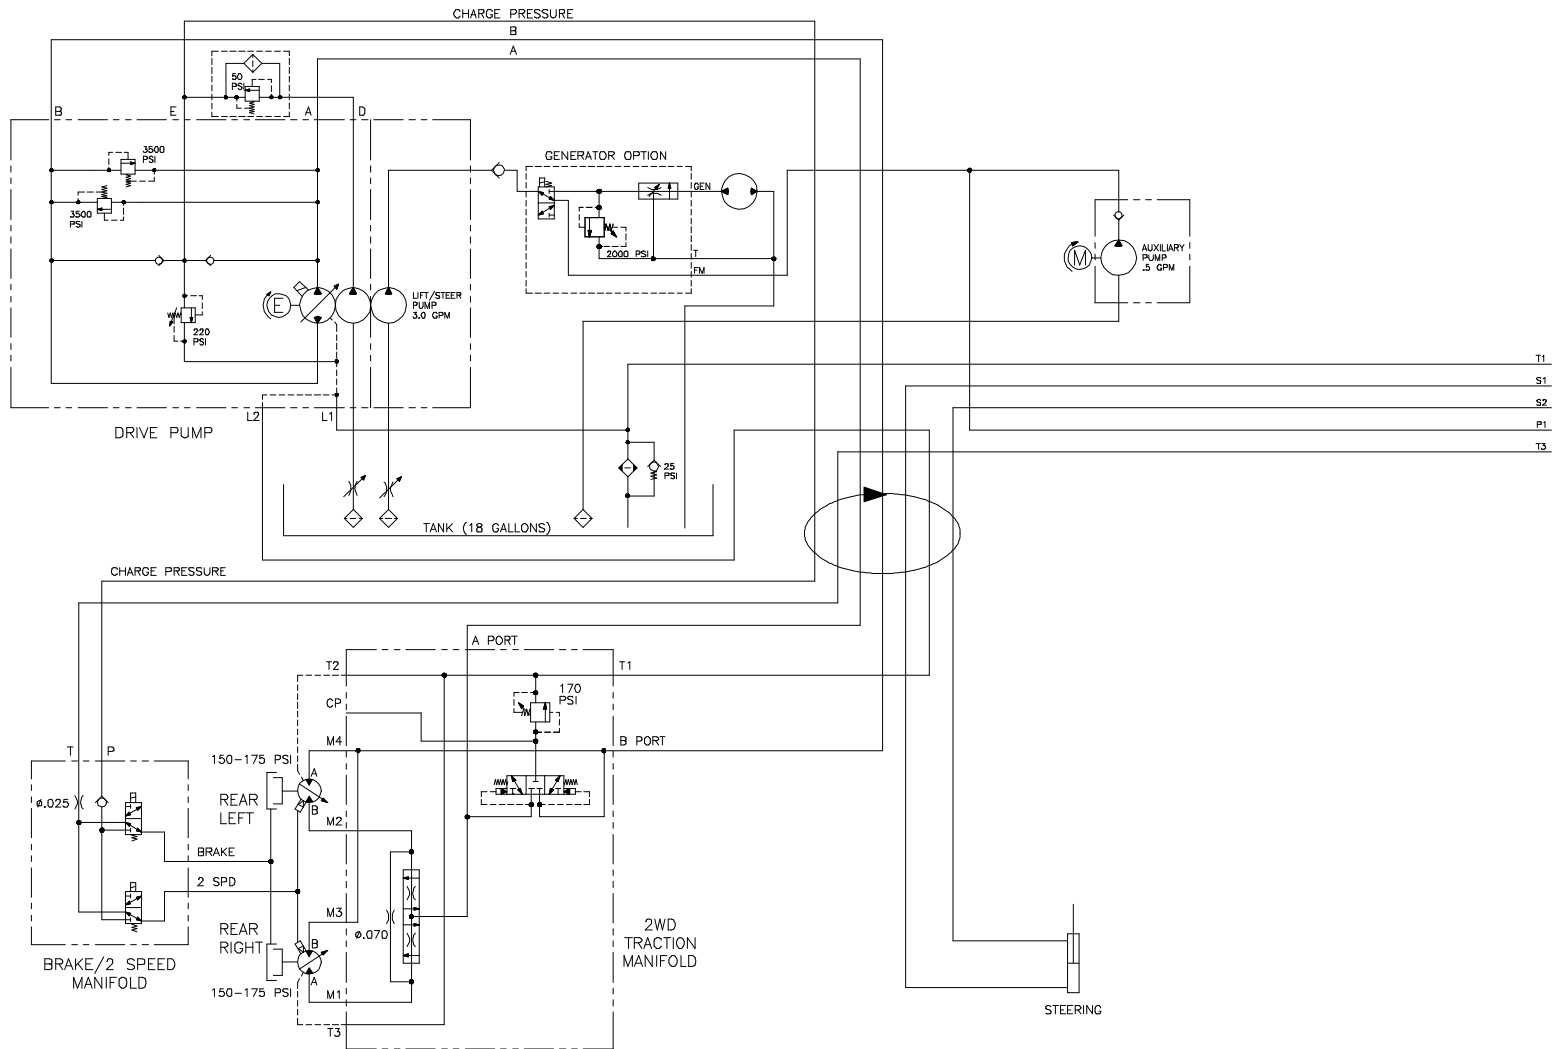 CHARGE PRESSURE
B
A
50
PSI
B
E
A
D
3500
PSI
3500
PSI
GENERATOR OPTION
GEN
2000 PSI
T
FM
M
AUXILIARY
PUMP
.5 GPM
E
LIFT/STEER
PUMP
3.0 GPM
220
PSI
T1
S1
S2
P1
T3
L2
L1
DRIVE PUMP
25
PSI
TANK (18 GALLONS)
CHARGE PRESSURE
A PORT
T2
T1
170
PSI
CP
M4
B PORT
T
P
150-175 PSI
A
B
ø.025
REAR
LEFT
M2
BRAKE
2 SPD
M3
ø.070
REAR
RIGHT
B
A
2WD
TRACTION
MANIFOLD
BRAKE/2 SPEED
MANIFOLD
150-175 PSI
M1
T3
STEERING